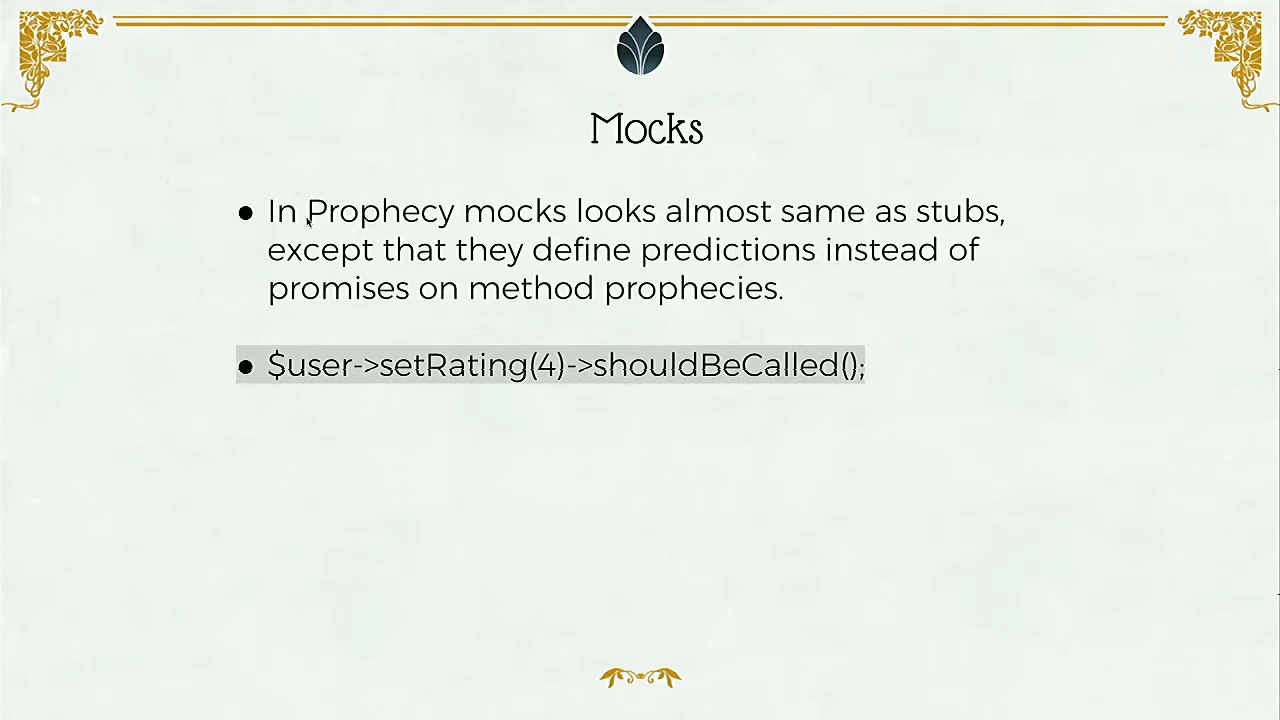 Mocks
● In Prophecy mocks looks almost same as stubs,
except that they define predictions instead of
promises on method prophecies.
● $user->setRating(4)->shouldBeCalled();